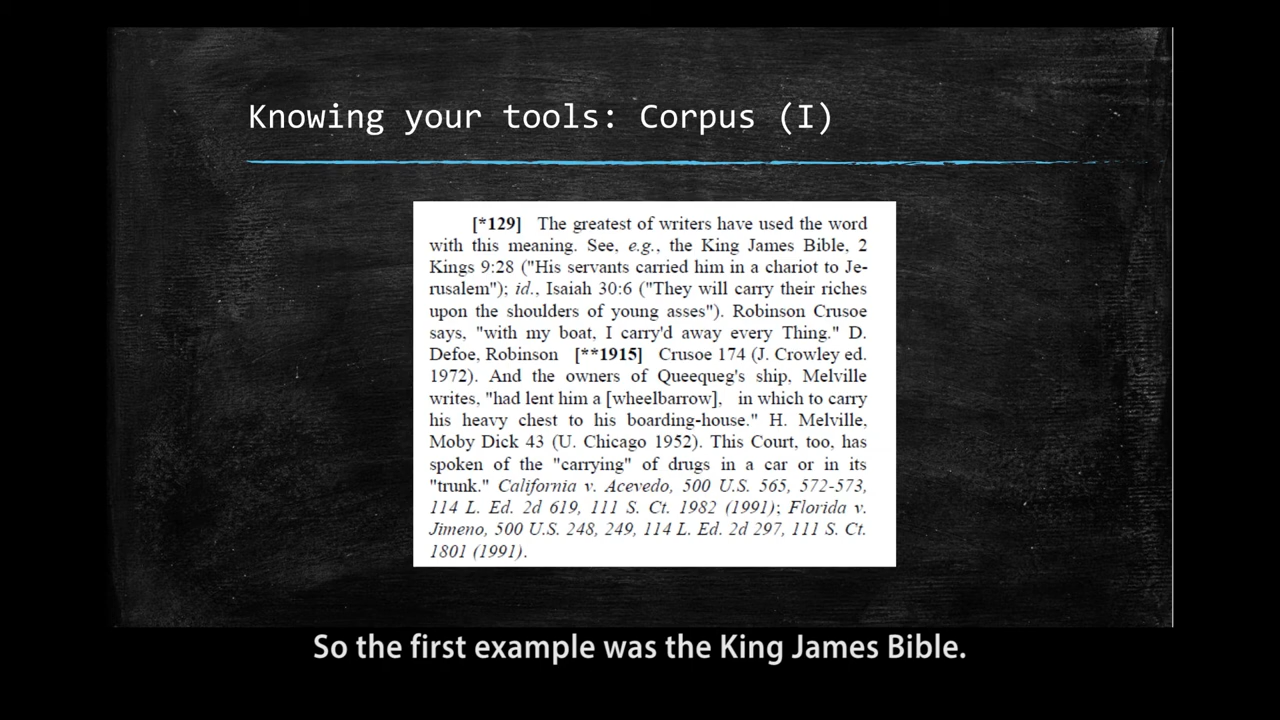 Knowing your tools: Corpus (I)
[*129] The greatest of writers have used the word
with this meaning. See, e.g., the King James Bible, 2
Kings 9:28 ("His servants carried him in a chariot to Je-
rusalem"); id., Isaiah 30:6 ("They will carry their riches
upon the shoulders of young asses"). Robinson Crusoe
says, "with my boat, I carry'd away every Thing." D.
Defoe, Robinson [**1915] Crusoe 174 (J. Crowley ed.
1972). And the owners of Queequeg's ship, Melville
writes, "had lent him a [wheelbarrow], in which to carry
his heavy chest to his boarding-house." H. Melville,
Moby Dick 43 (U. Chicago 1952). This Court, too, has
spoken of the "carrying" of drugs in a car or in its
"trunk." California v. Acevedo, 500 U.S. 565, 572-573,
114 L. Ed. 2d 619, 111 S. Ct. 1982 (1991); Florida v.
Jimeno, 500 U.S. 248, 249, 114 L. Ed. 2d 297, 111 S. Ct.
1801 (1991).
So the first example was the King James Bible.